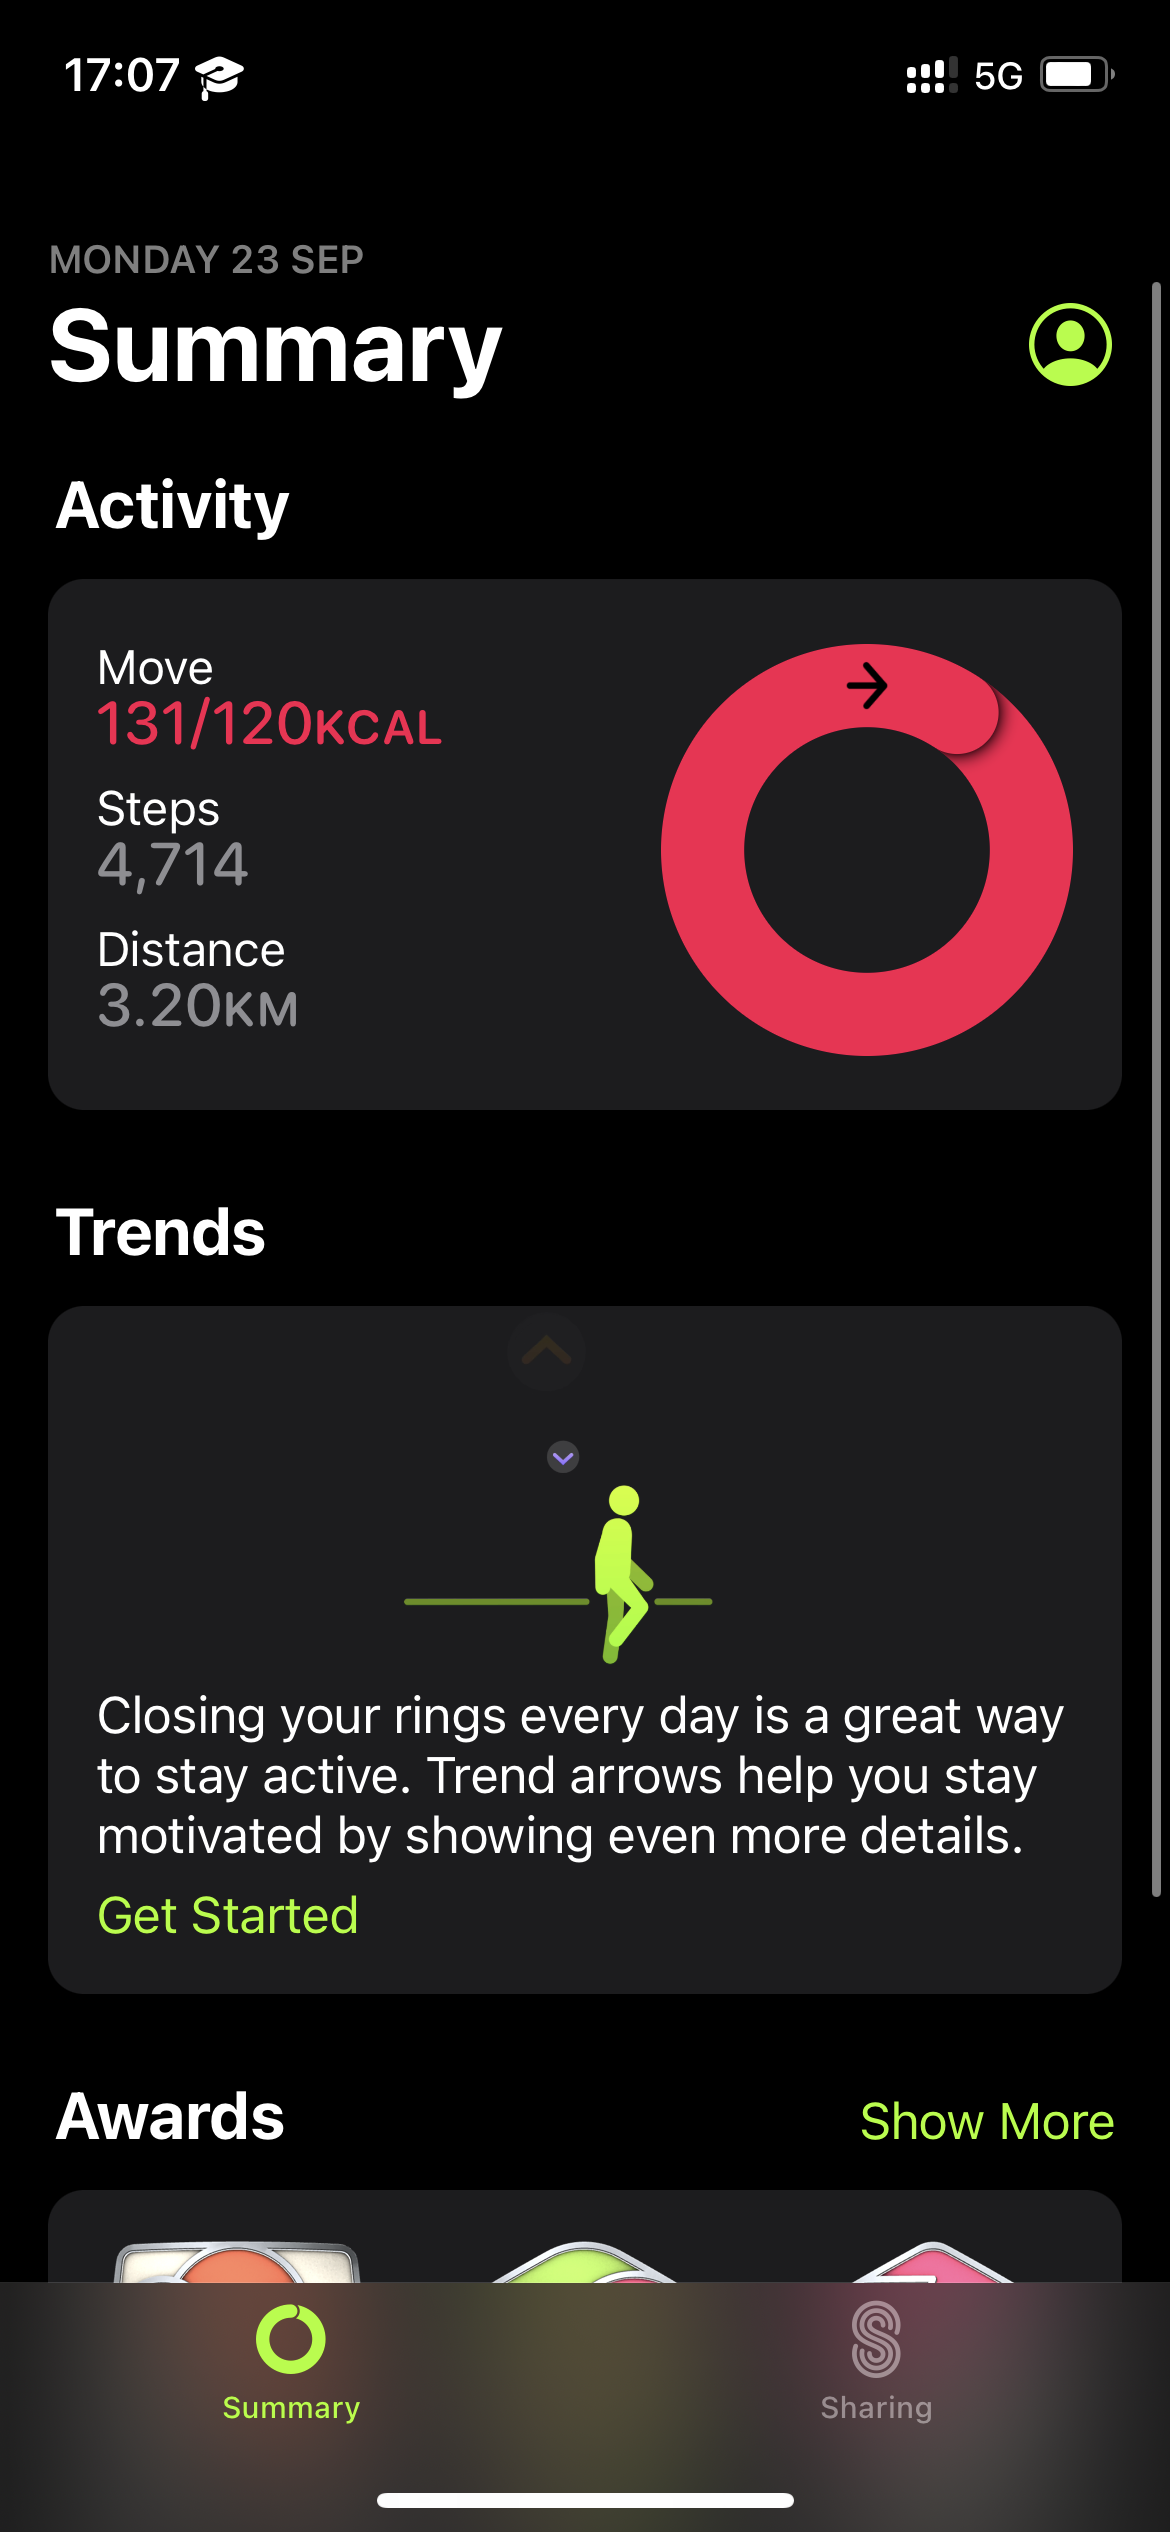 17:07
5G
MONDAY 23 SEP
Summary
Activity
Move
131/120KCAL
Steps
4,714
Distance
3.20KM
Trends
Closing your rings every day is a great way
to stay active. Trend arrows help you stay
motivated by showing even more details.
Get Started
Awards
Show More
Summary
Sharing